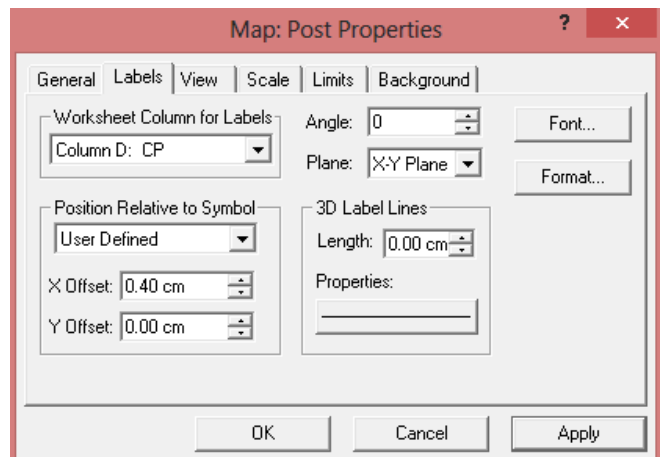 Map: Post Properties ? ×
General Labels View Scale Limits Background
Worksheet Column for Labels
Column D: CP
Angle: 0
Plane: X-Y Plane
Font...
Format...
Position Relative to Symbol
User Defined
X Offset: 0.40 cm
Y Offset: 0.00 cm
3D Label Lines
Length: 0.00 cm
Properties:
OK Cancel Apply